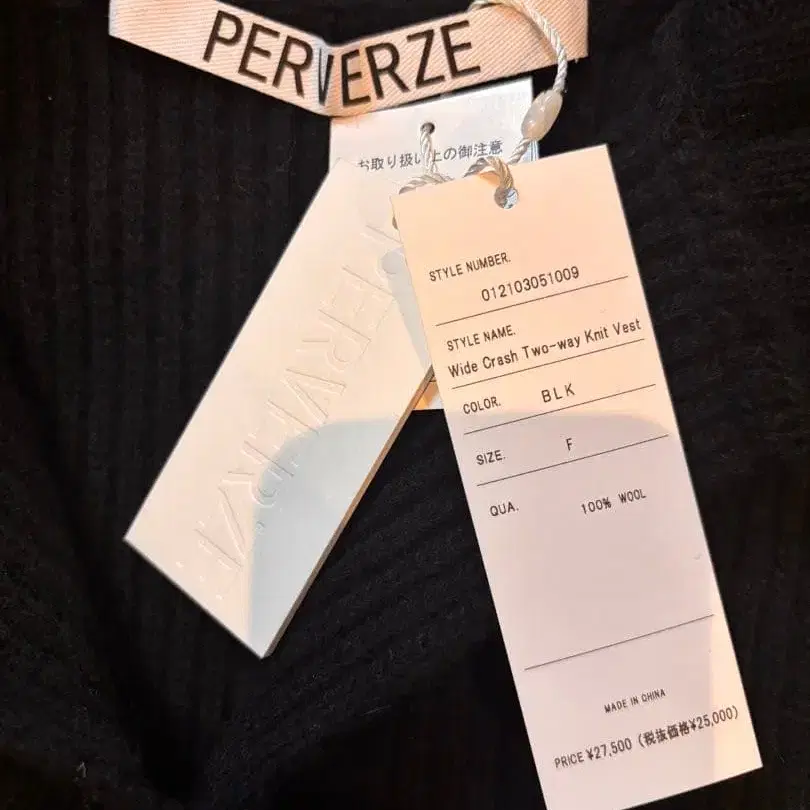 PERVERZE
お取り扱い上の御注意
PERVERZE
STYLE NUMBER.
012103051009
STYLE NAME.
Wide Crash Two-way Knit Vest
COLOR. BLK
SIZE. F
QUA. 100% WOOL
MADE IN CHINA
PRICE ¥27,500 (税抜価格¥25,000)